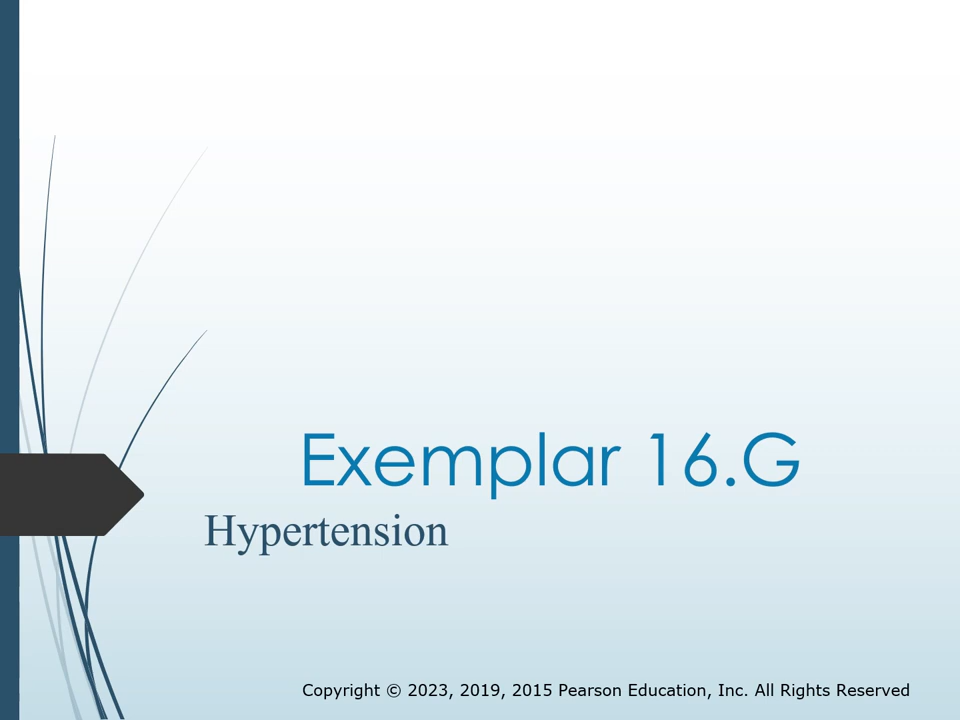 Exemplar 16.G
Hypertension
Copyright © 2023, 2019, 2015 Pearson Education, Inc. All Rights Reserved